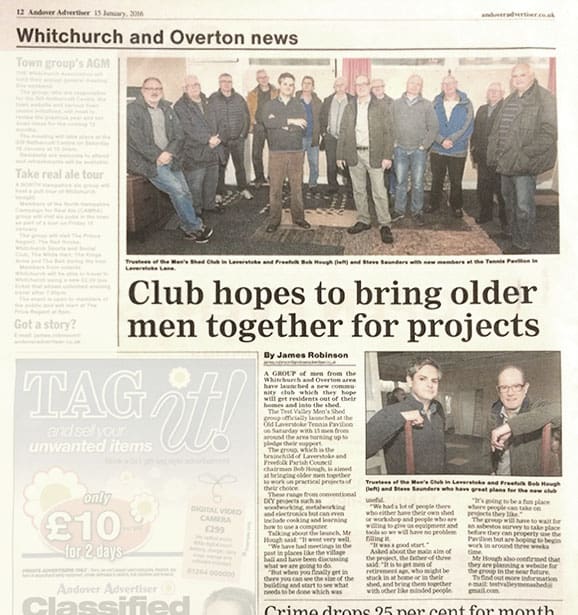 12 Andover Advertiser 15 January, 2016
andoveradvertiser.co.uk
Whitchurch and Overton news
Town group's AGM
Take real ale tour
Got a story?
Trustees of the Men's Shed Club in Laverstoke and Freefolk Bob Hough (left) and Steve Saunders with new members at the Tennis Pavilion in
Laverstoke Lane.
Club hopes to bring older
men together for projects
By James Robinson
A GROUP of men from the
Whitchurch and Overton area
have launched a new commu-
nity club which they hope
will get residents out of their
homes and into the shed.
The Test Valley Men's Shed
group officially launched at the
Old Laverstoke Tennis Pavilion
on Saturday with 15 men from
around the area turning up to
pledge their support.
The group, which is the
brainchild of Laverstoke and
Freefolk Parish Council
chairman Bob Hough, is aimed
at bringing older men together
to work on practical projects of
their choice.
These range from conventional
DIY projects such as
woodworking, metalworking
and electronics but can even
include cooking and learning
how to use a computer.
Talking about the launch, Mr
Hough said: "It went very well.
"We have had meetings in the
past in places like the village
hall and have been discussing
what we are going to do.
"But when you finally get in
there you can see the size of the
building and start to see what
needs to be done which was
Trustees of the Men's Club in Laverstoke and Freefolk Bob Hough
(left) and Steve Saunders who have great plans for the new club
useful.
"We had a lot of people there
who either have their own shed
or workshop and people who are
willing to give us equipment and
tools so we will have no problem
filling it.
"It was a good start."
Asked about the main aim of
the project, the father of three
said: "It is to get men of
retirement age, who might be
stuck in at home or in their
shed, and bring them together
with other like minded people.
"It's going to be a fun place
where people can take on
projects they like."
The group will have to wait for
an asbestos survey to take place
before they can properly use the
Pavilion but are hoping to begin
work in around three weeks
time.
Mr Hough also confirmed that
they are planning a website for
the group in the near future.
To find out more information
e-mail: testvalleymensshed@
gmail.com.
TAG it!
and sell your
unwanted items
only
£10
for 2 days
DIGITAL VIDEO
CAMERA
£299
Andover Advertiser
Classified
Crime drops 25 per cent for month